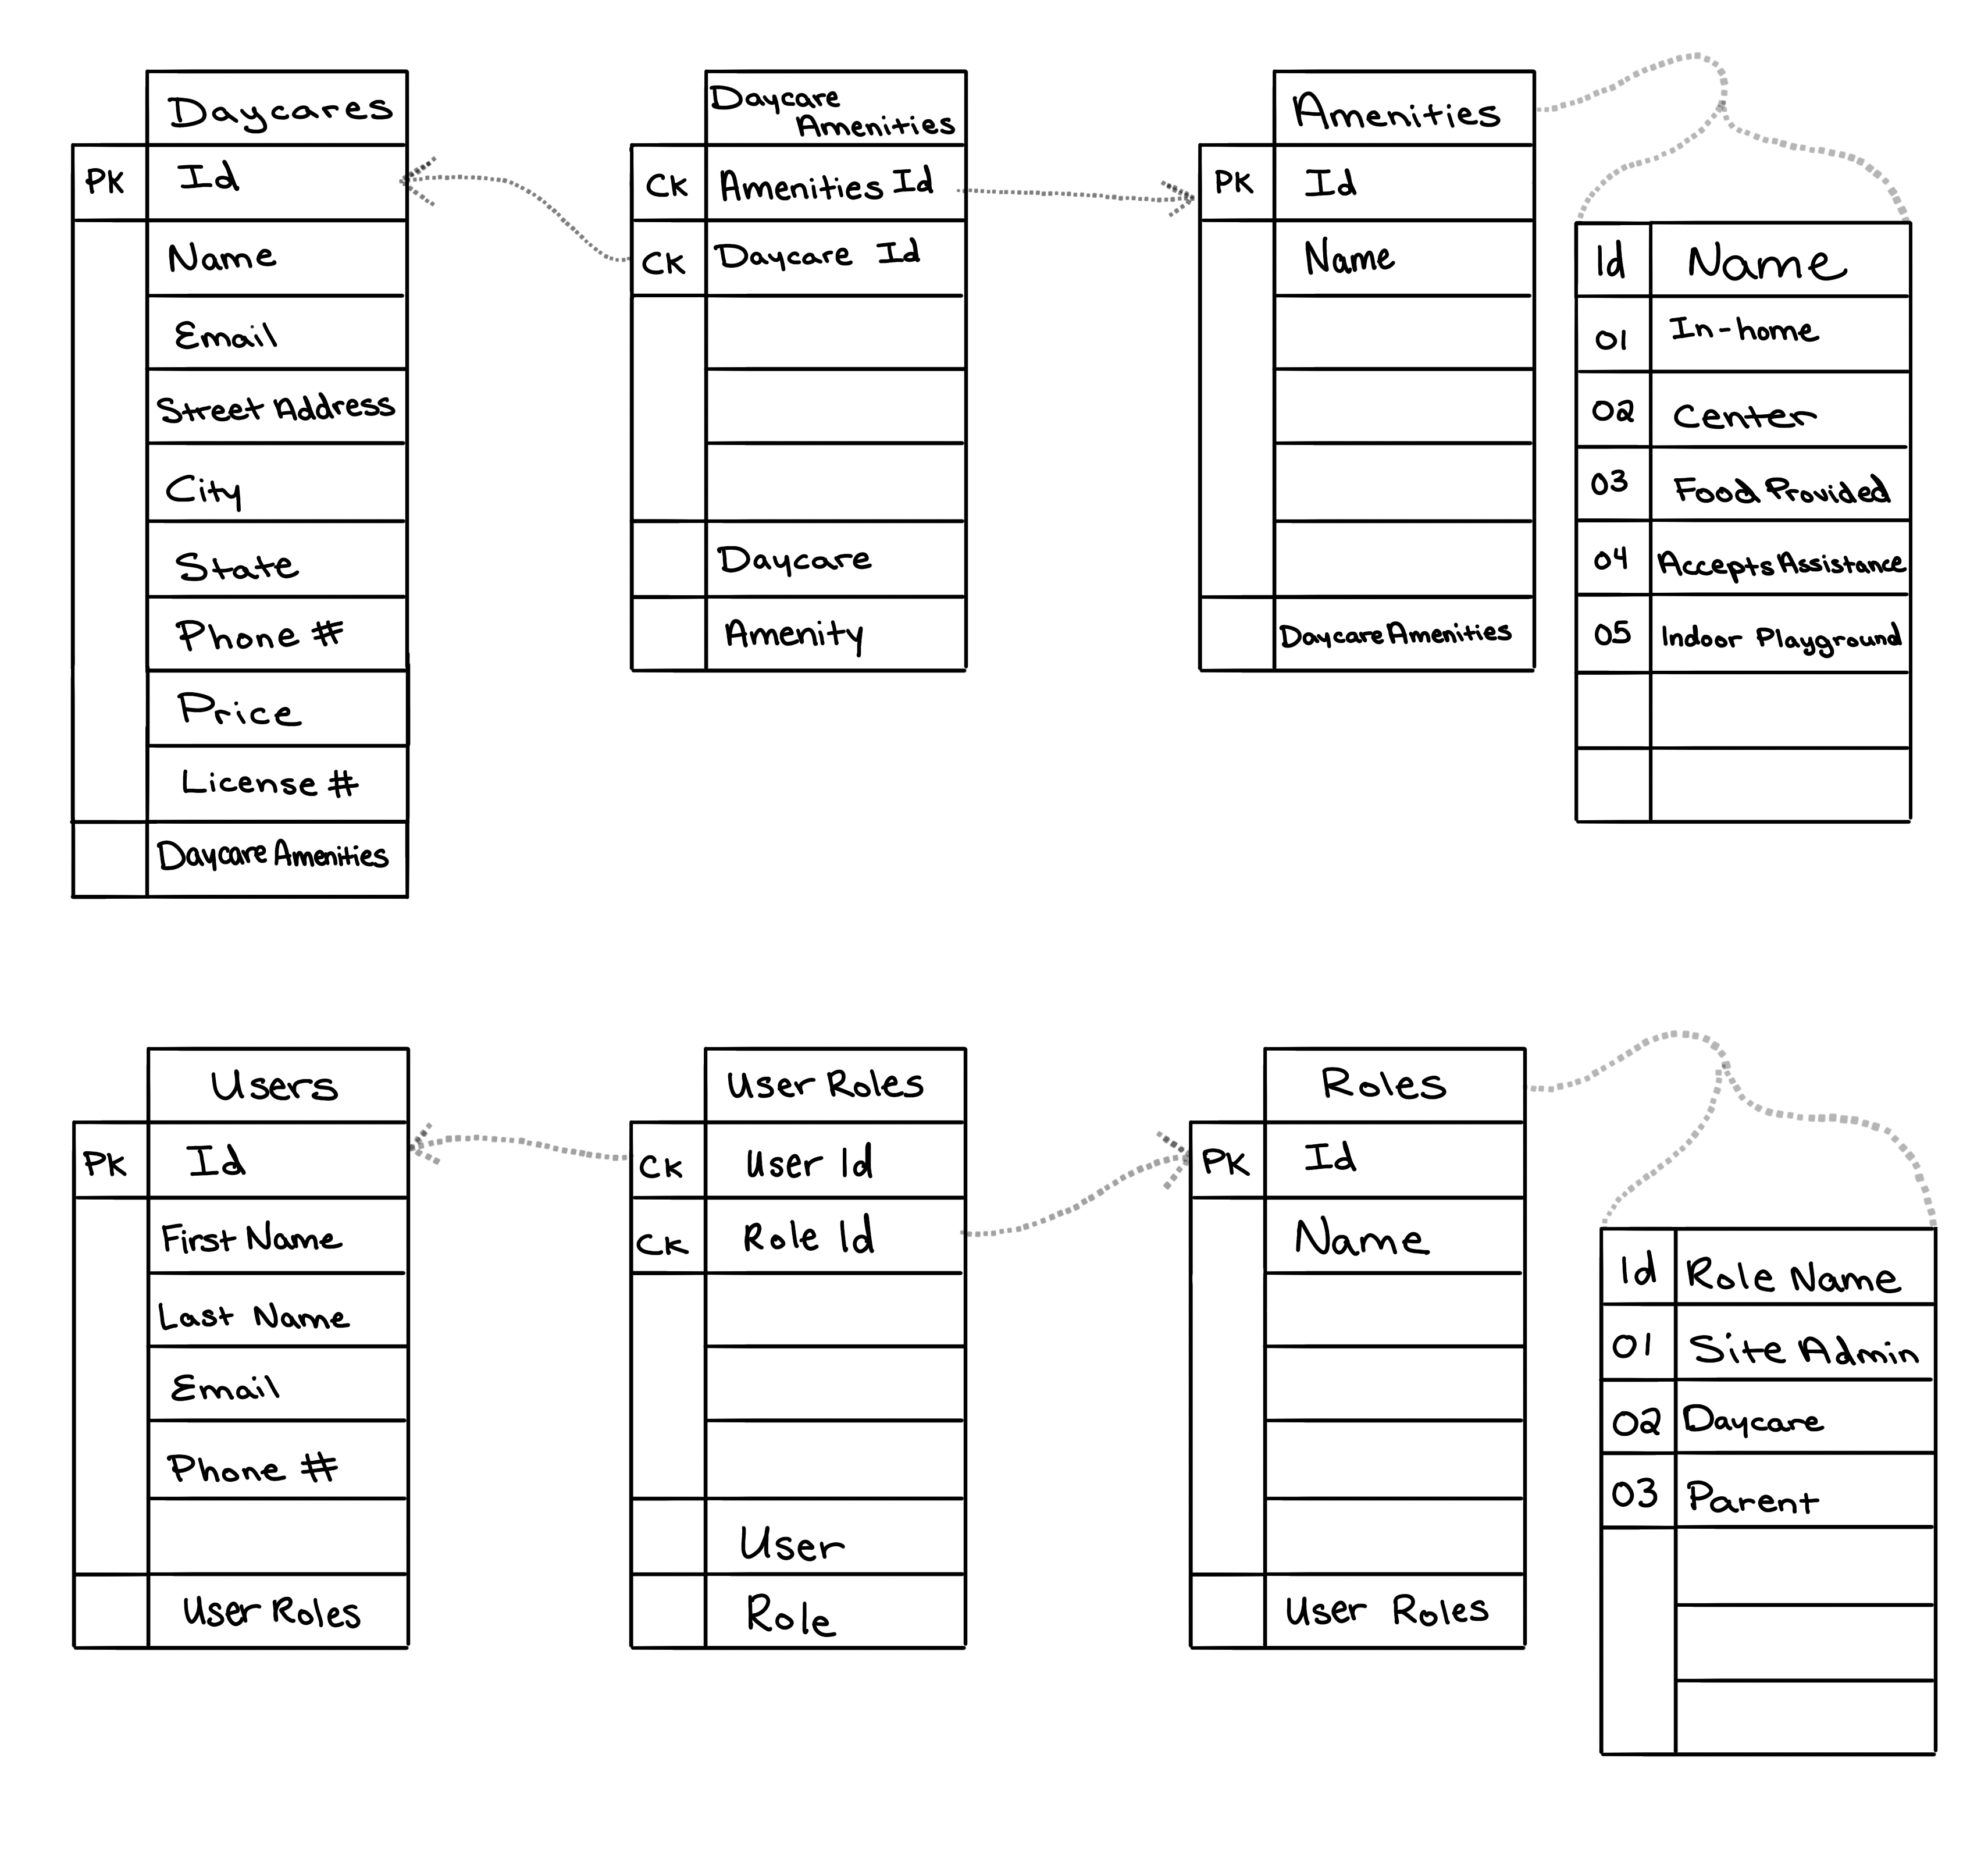 Daycares
PK Id
Name
Email
Street Address
City
State
Phone #
Price
License #
Daycare Amenities
Daycare
Amenities
CK Amenities Id
CK Daycare Id
Daycare
Amenity
Amenities
PK Id
Name
Daycare Amenities
Id Name
01 In-home
02 Center
03 Food Provided
04 Accepts Assistance
05 Indoor Playground
Users
PK Id
First Name
Last Name
Email
Phone #
User Roles
User Roles
CK User Id
CK Role Id
User
Role
Roles
PK Id
Name
User Roles
Id Role Name
01 Site Admin
02 Daycare
03 Parent